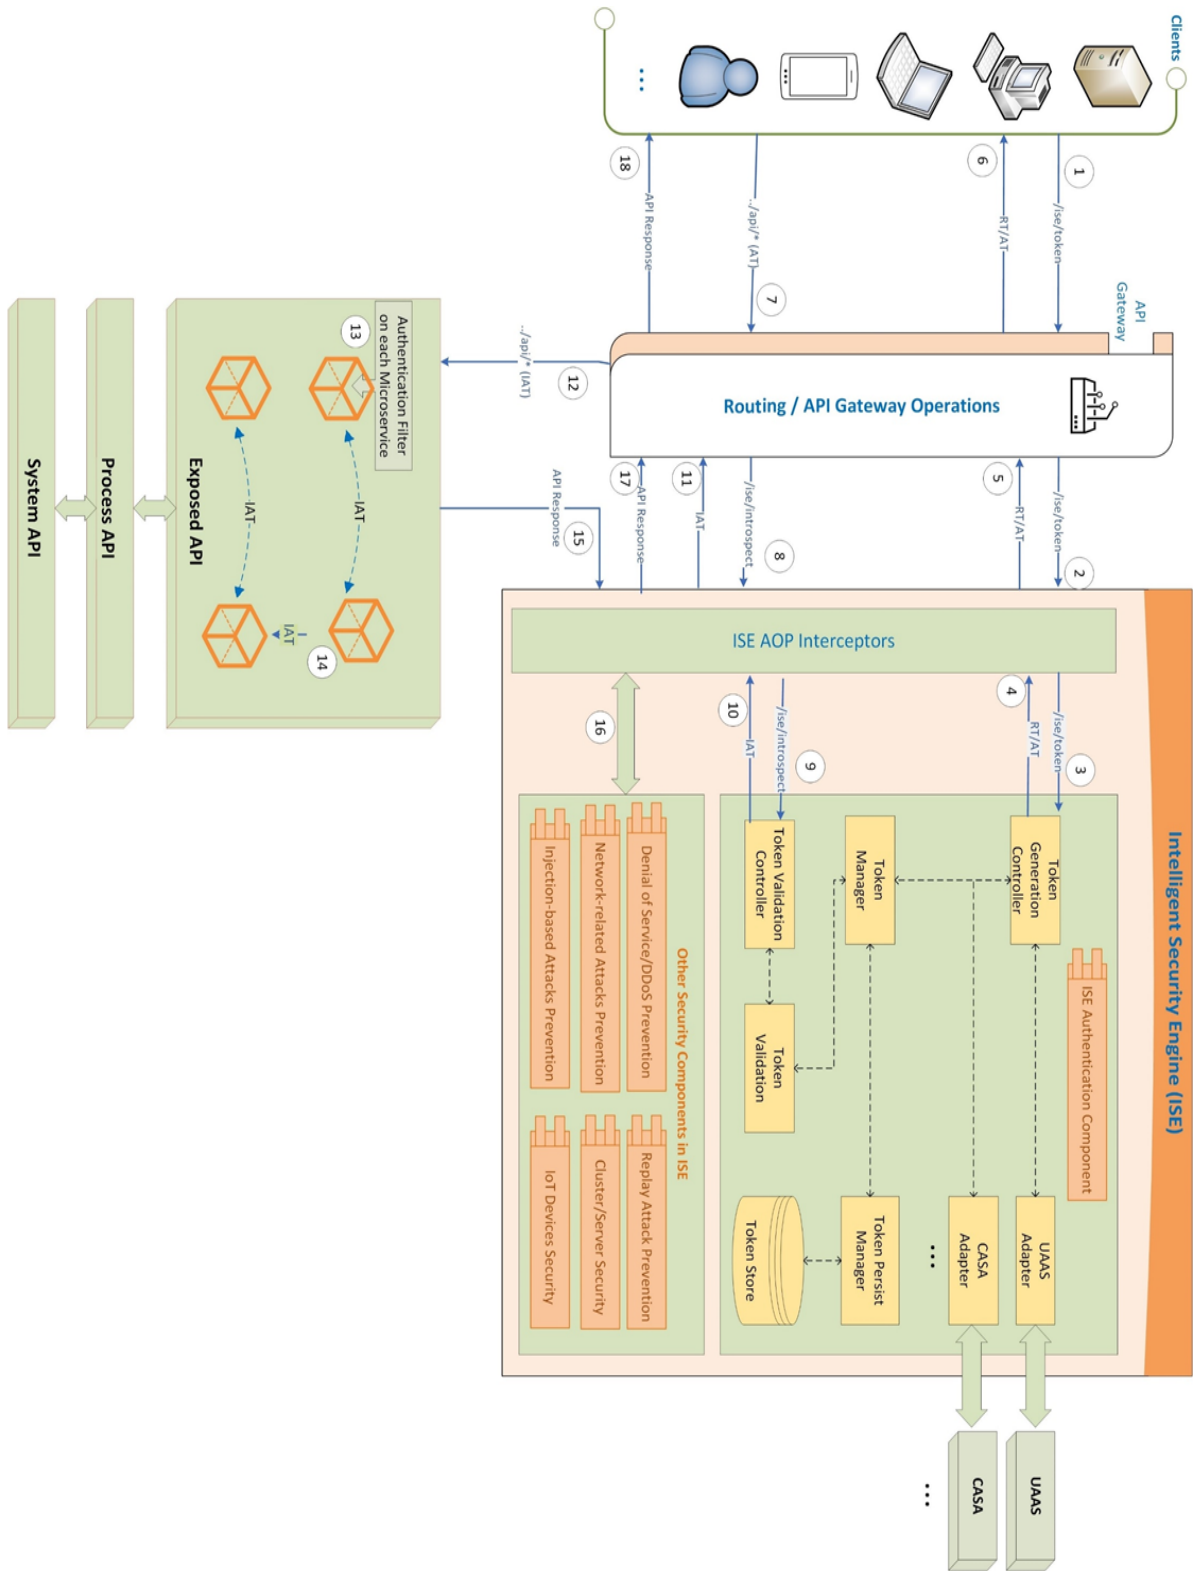 Clients
...
1
/ise/token
6
RT/AT
../api/* (AT)
7
18
API Response
API
Gateway
Routing / API Gateway Operations
/ise/token
2
5
RT/AT
/ise/introspect
8
11
IAT
17
API Response
../api/* (IAT)
12
API Response
15
Authentication Filter
on each Microservice
13
IAT
IAT
IAT
14
Exposed API
Process API
System API
Intelligent Security Engine (ISE)
ISE AOP Interceptors
/ise/token
3
4
RT/AT
/ise/introspect
9
10
IAT
16
ISE Authentication Component
Token
Generation
Controller
Token
Manager
Token Validation
Controller
Token
Validation
UAAS
Adapter
CASA
Adapter
...
Token Persist
Manager
Token Store
Other Security Components in ISE
Denial of Service/DDoS Prevention
Replay Attack Prevention
Network-related Attacks Prevention
Cluster/Server Security
Injection-based Attacks Prevention
IoT Devices Security
UAAS
CASA
...